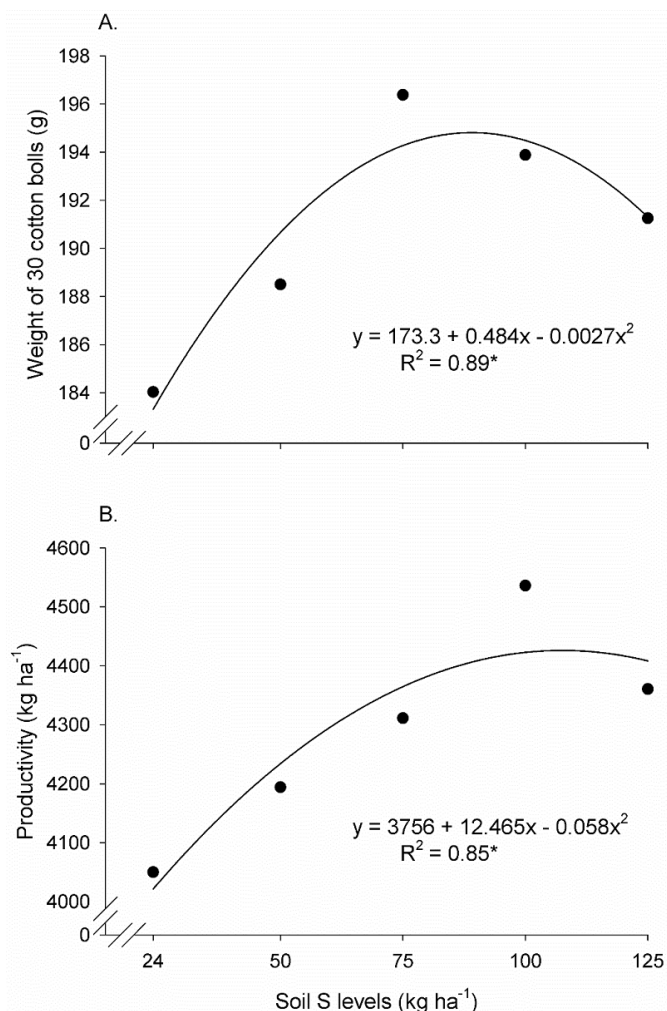 A.
198
196
194
192
190
188
186
184
0
Weight of 30 cotton bolls (g)
y = 173.3 + 0.484x - 0.0027x²
R² = 0.89*
B.
4600
4500
4400
4300
4200
4100
4000
0
Productivity (kg ha⁻¹)
y = 3756 + 12.465x - 0.058x²
R² = 0.85*
24 50 75 100 125
Soil S levels (kg ha⁻¹)